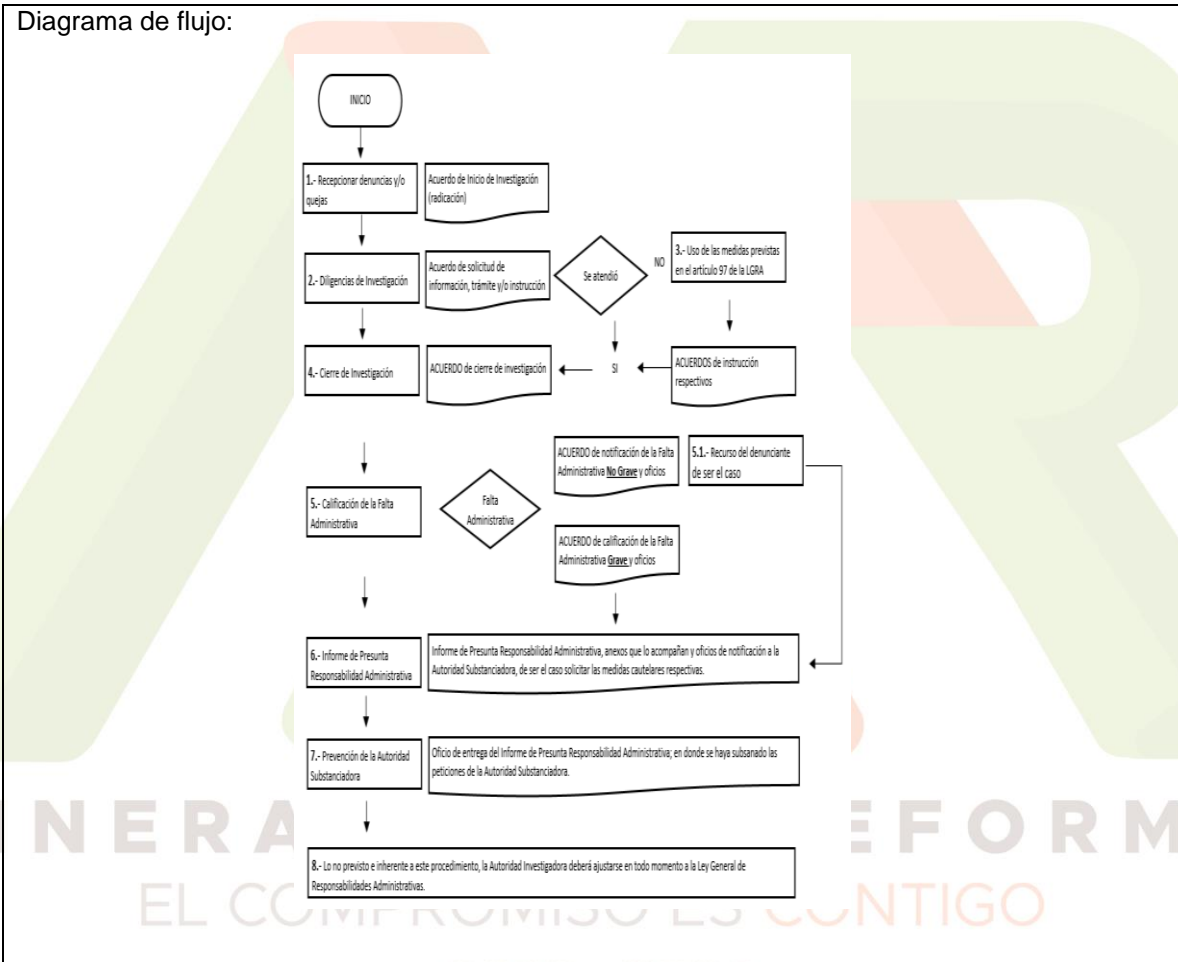 Diagrama de flujo:
INICIO
1.- Recepcionar denuncias y/o
quejas
Acuerdo de Inicio de Investigación
(radicación)
2.- Diligencias de Investigación
Acuerdo de solicitud de
información, trámite y/o instrucción
Se atendió
NO
3.- Uso de las medidas previstas
en el artículo 97 de la LGRA
4.- Cierre de Investigación
ACUERDO de cierre de investigación
SI
ACUERDOS de instrucción
respectivos
5.- Calificación de la Falta
Administrativa
Falta
Administrativa
ACUERDO de notificación de la Falta
Administrativa No Grave y oficios
5.1.- Recurso del denunciante
de ser el caso
ACUERDO de calificación de la Falta
Administrativa Grave y oficios
6.- Informe de Presunta
Responsabilidad Administrativa
Informe de Presunta Responsabilidad Administrativa, anexos que lo acompañan y oficios de notificación a la
Autoridad Substanciadora, de ser el caso solicitar las medidas cautelares respectivas.
7.- Prevención de la Autoridad
Substanciadora
Oficio de entrega del Informe de Presunta Responsabilidad Administrativa; en donde se haya subsanado las
peticiones de la Autoridad Substanciadora.
8.- Lo no previsto e inherente a este procedimiento, la Autoridad Investigadora deberá ajustarse en todo momento a la Ley General de
Responsabilidades Administrativas.
NERA EFORM
EL COMPROMISO ES CONTIGO